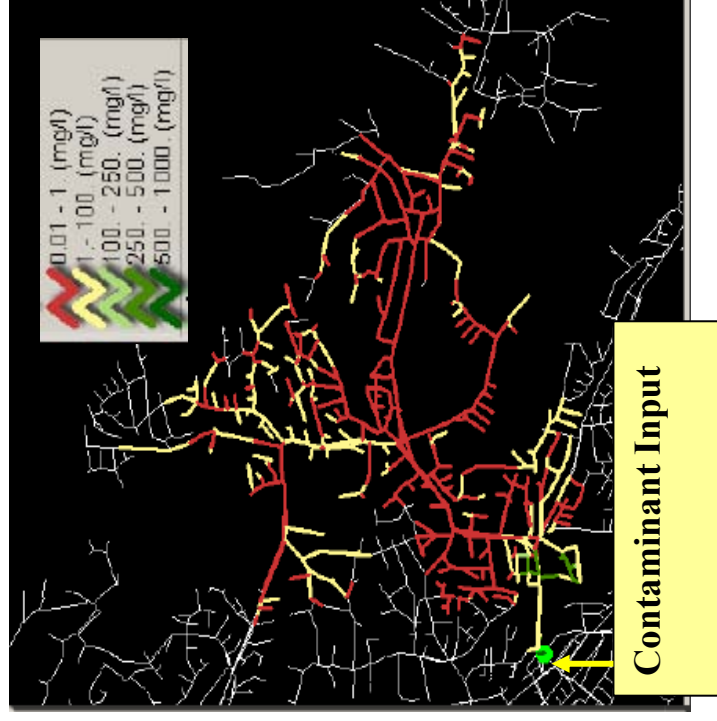 0.01 - 1 (mg/l)
1. - 100. (mg/l)
100. - 250. (mg/l)
250. - 500. (mg/l)
500. - 1000. (mg/l)
Contaminant Input